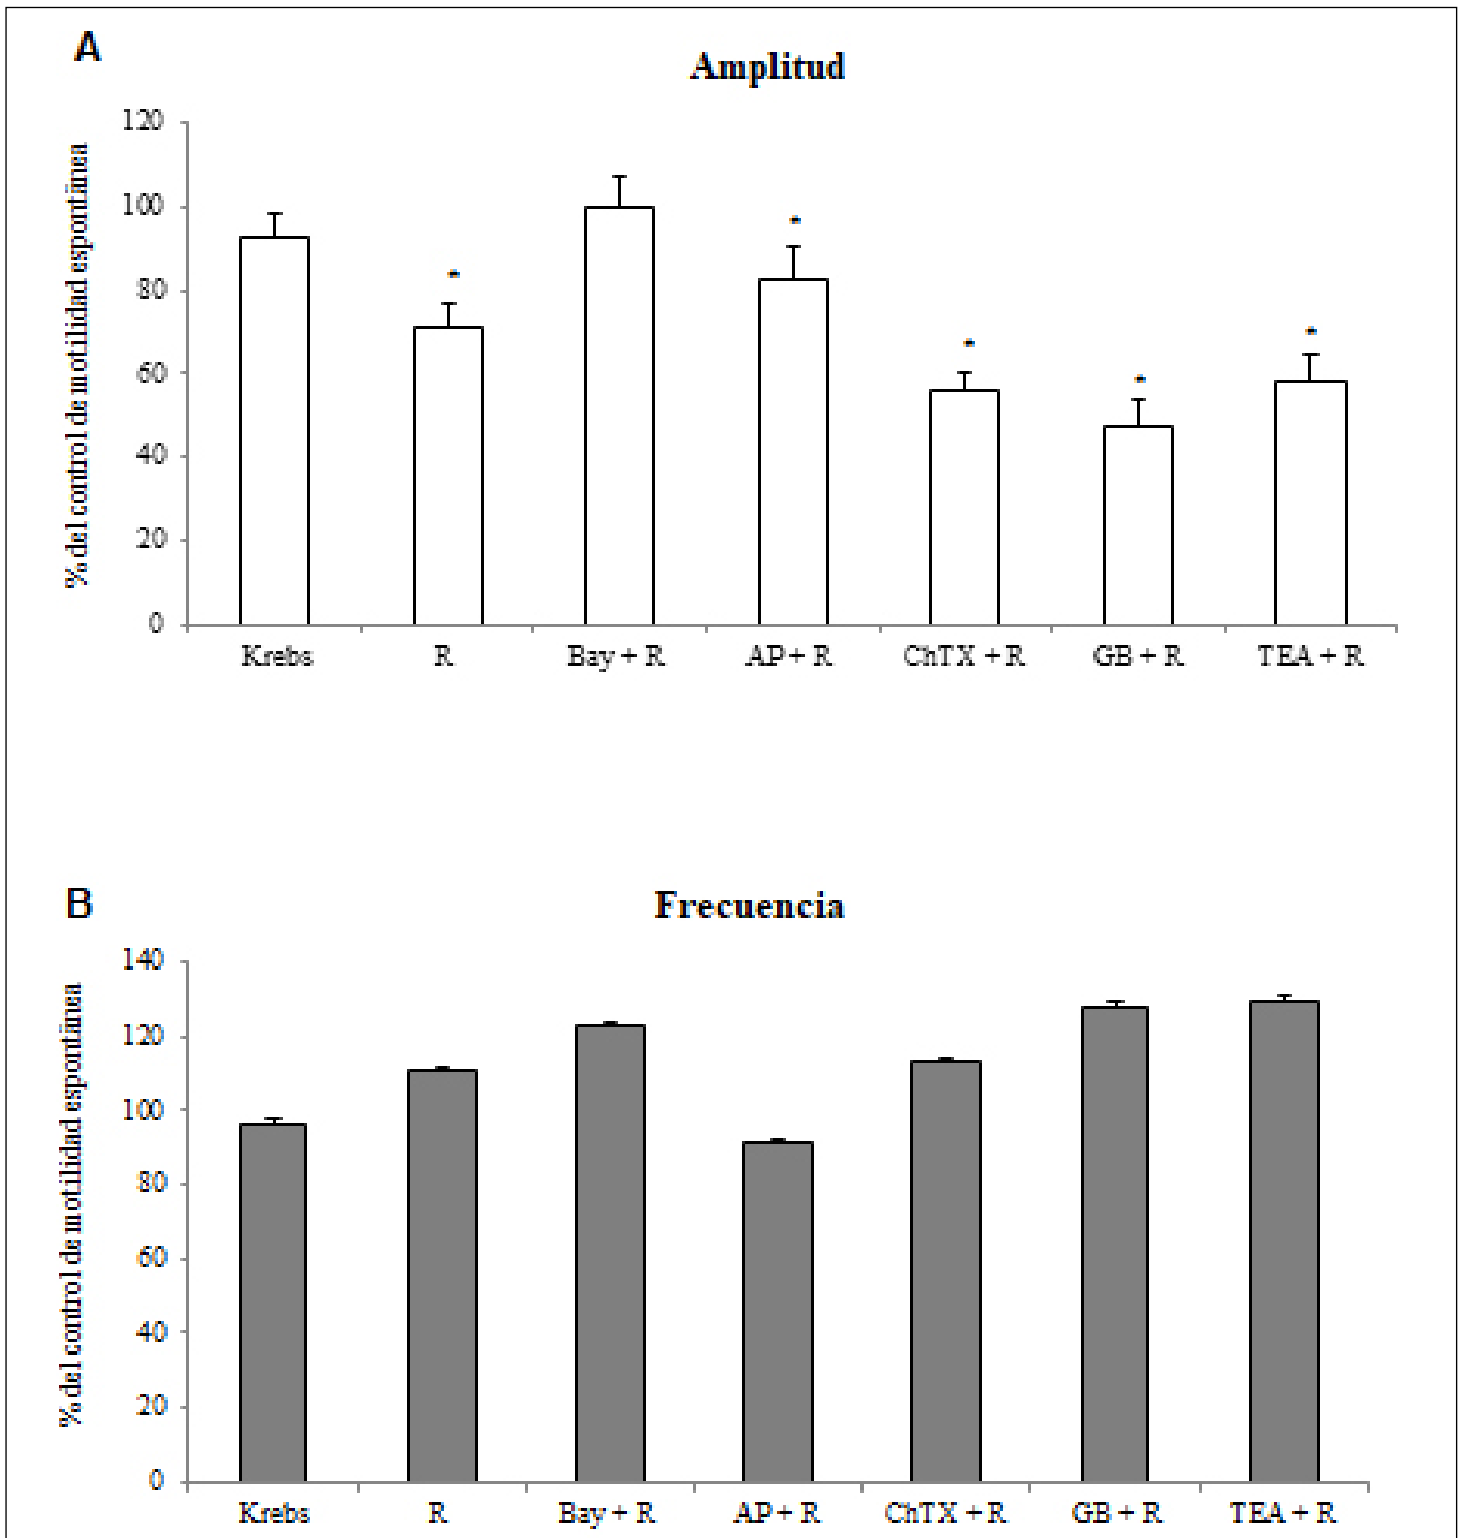 A
Amplitud
% del control de motilidad espontánea
120
100
80
60
40
20
0
*
*
*
*
*
Krebs R Bay + R AP + R ChTX + R GB + R TEA + R
B
Frecuencia
% del control de motilidad espontánea
140
120
100
80
60
40
20
0
Krebs R Bay + R AP + R ChTX + R GB + R TEA + R